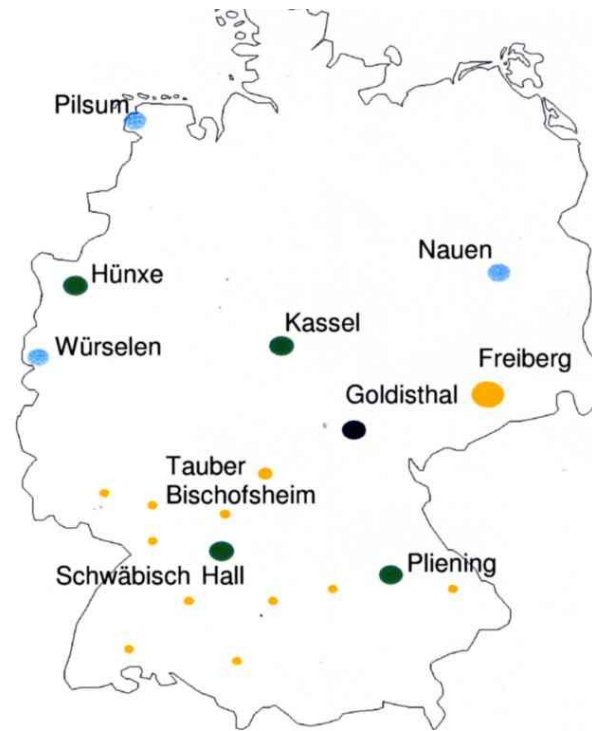 Pilsum
Nauen
Hünxe
Kassel
Würselen
Freiberg
Goldisthal
Tauber
Bischofsheim
Schwäbisch Hall
Pliening